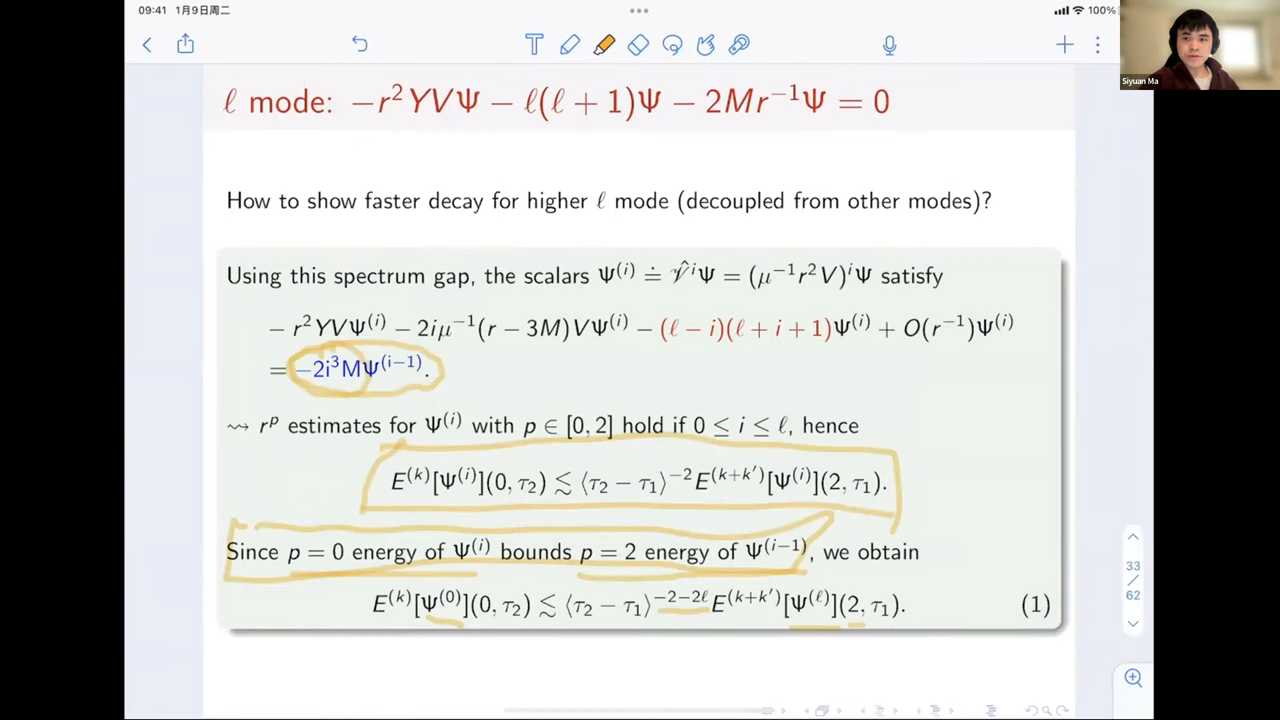 09:41 1月9日周二
100%
Siyuan Ma
ℓ mode: −r²YVΨ − ℓ(ℓ + 1)Ψ − 2Mr⁻¹Ψ = 0
How to show faster decay for higher ℓ mode (decoupled from other modes)?
Using this spectrum gap, the scalars Ψ⁽ⁱ⁾ ≐ 𝒱̂ⁱΨ = (μ⁻¹r²V)ⁱΨ satisfy
− r²YVΨ⁽ⁱ⁾ − 2iμ⁻¹(r − 3M)VΨ⁽ⁱ⁾ − (ℓ − i)(ℓ + i + 1)Ψ⁽ⁱ⁾ + O(r⁻¹)Ψ⁽ⁱ⁾
= −2i³MΨ⁽ⁱ⁻¹⁾.
⇝ rᵖ estimates for Ψ⁽ⁱ⁾ with p ∈ [0, 2] hold if 0 ≤ i ≤ ℓ, hence
E⁽ᵏ⁾[Ψ⁽ⁱ⁾](0, τ₂) ≲ ⟨τ₂ − τ₁⟩⁻²E⁽ᵏ⁺ᵏ′⁾[Ψ⁽ⁱ⁾](2, τ₁).
Since p = 0 energy of Ψ⁽ⁱ⁾ bounds p = 2 energy of Ψ⁽ⁱ⁻¹⁾, we obtain
E⁽ᵏ⁾[Ψ⁽⁰⁾](0, τ₂) ≲ ⟨τ₂ − τ₁⟩⁻²⁻²ˡE⁽ᵏ⁺ᵏ′⁾[Ψ⁽ˡ⁾](2, τ₁). (1)
33
/
62